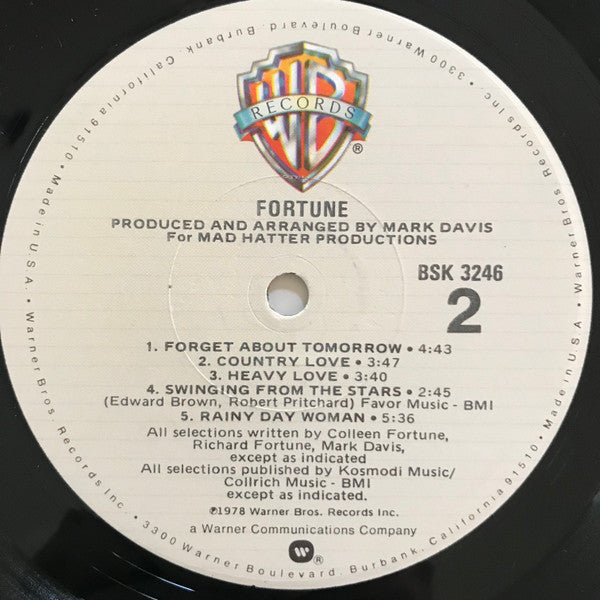 WB
RECORDS
®
FORTUNE
PRODUCED AND ARRANGED BY MARK DAVIS
For MAD HATTER PRODUCTIONS
BSK 3246
2
1. FORGET ABOUT TOMORROW • 4:43
2. COUNTRY LOVE • 3:47
3. HEAVY LOVE • 3:40
4. SWINGING FROM THE STARS • 2:45
(Edward Brown, Robert Pritchard) Favor Music - BMI
5. RAINY DAY WOMAN • 5:36
All selections written by Colleen Fortune,
Richard Fortune, Mark Davis,
except as indicated
All selections published by Kosmodi Music/
Collrich Music - BMI
except as indicated.
℗1978 Warner Bros. Records Inc.
a Warner Communications Company
W®
Warner Bros. Records Inc. • 3300 Warner Boulevard, Burbank, California 91510 • Made in U.S.A. •
Warner Bros. Records Inc. • 3300 Warner Boulevard, Burbank, California 91510 • Made in U.S.A. •